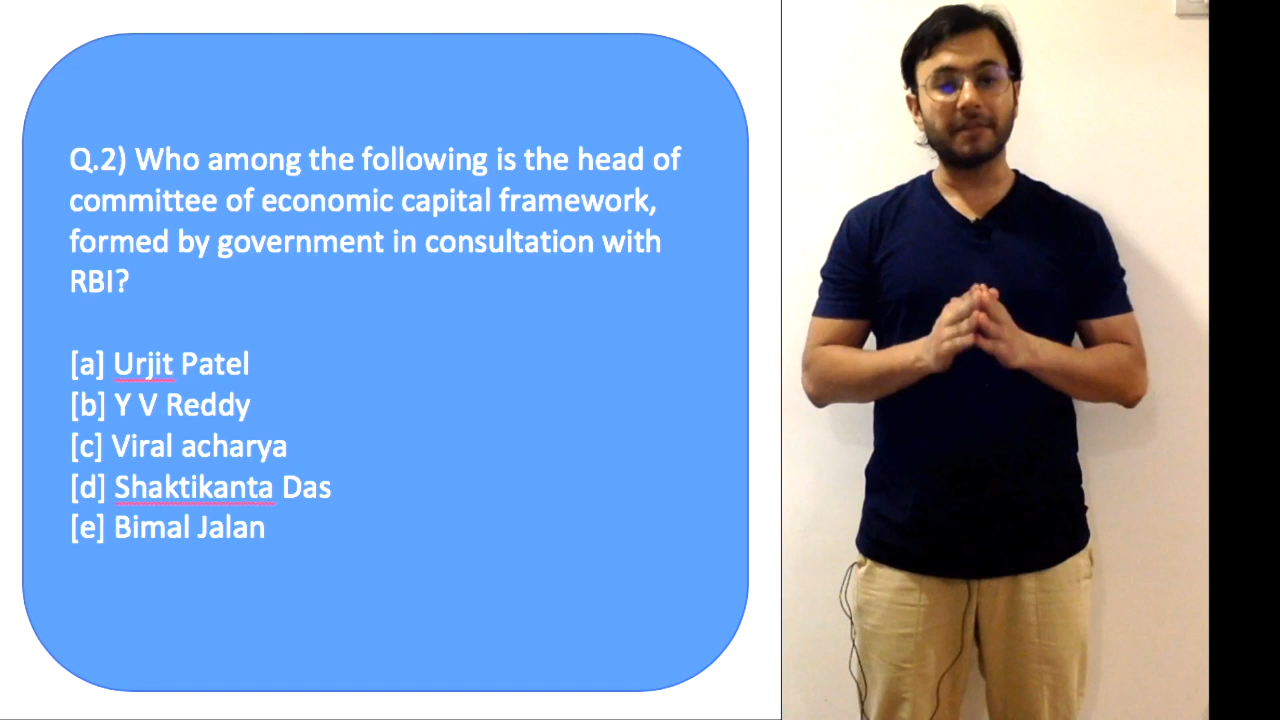 Q.2) Who among the following is the head of
committee of economic capital framework,
formed by government in consultation with
RBI?
[a] Urjit Patel
[b] Y V Reddy
[c] Viral acharya
[d] Shaktikanta Das
[e] Bimal Jalan